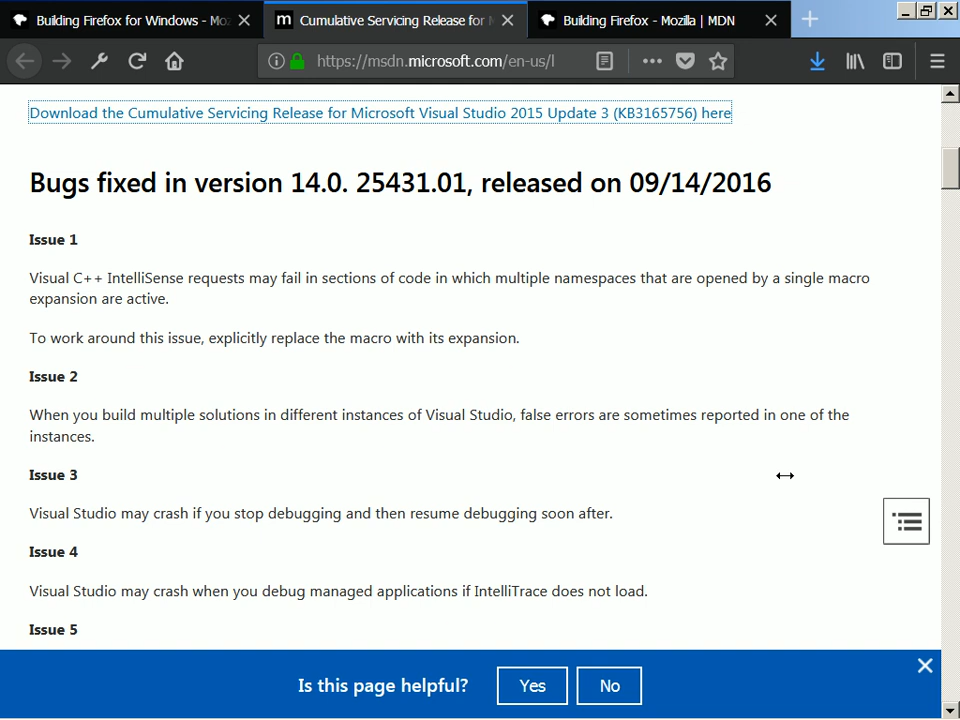 Building Firefox for Windows - Mo
Cumulative Servicing Release for
Building Firefox - Mozilla | MDN
https://msdn.microsoft.com/en-us/l
Download the Cumulative Servicing Release for Microsoft Visual Studio 2015 Update 3 (KB3165756) here
Bugs fixed in version 14.0. 25431.01, released on 09/14/2016
Issue 1
Visual C++ IntelliSense requests may fail in sections of code in which multiple namespaces that are opened by a single macro
expansion are active.
To work around this issue, explicitly replace the macro with its expansion.
Issue 2
When you build multiple solutions in different instances of Visual Studio, false errors are sometimes reported in one of the
instances.
Issue 3
Visual Studio may crash if you stop debugging and then resume debugging soon after.
Issue 4
Visual Studio may crash when you debug managed applications if IntelliTrace does not load.
Issue 5
Is this page helpful? Yes No